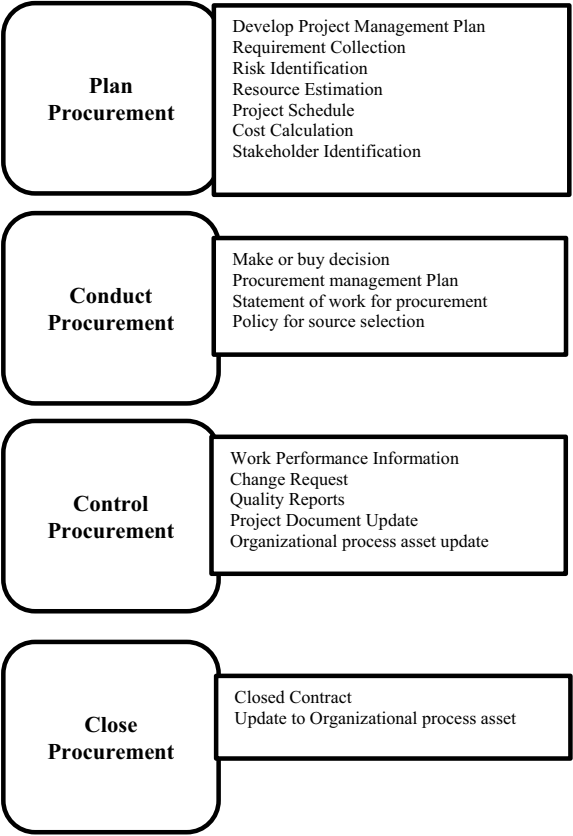 Plan
Procurement
Develop Project Management Plan
Requirement Collection
Risk Identification
Resource Estimation
Project Schedule
Cost Calculation
Stakeholder Identification
Conduct
Procurement
Make or buy decision
Procurement management Plan
Statement of work for procurement
Policy for source selection
Control
Procurement
Work Performance Information
Change Request
Quality Reports
Project Document Update
Organizational process asset update
Close
Procurement
Closed Contract
Update to Organizational process asset